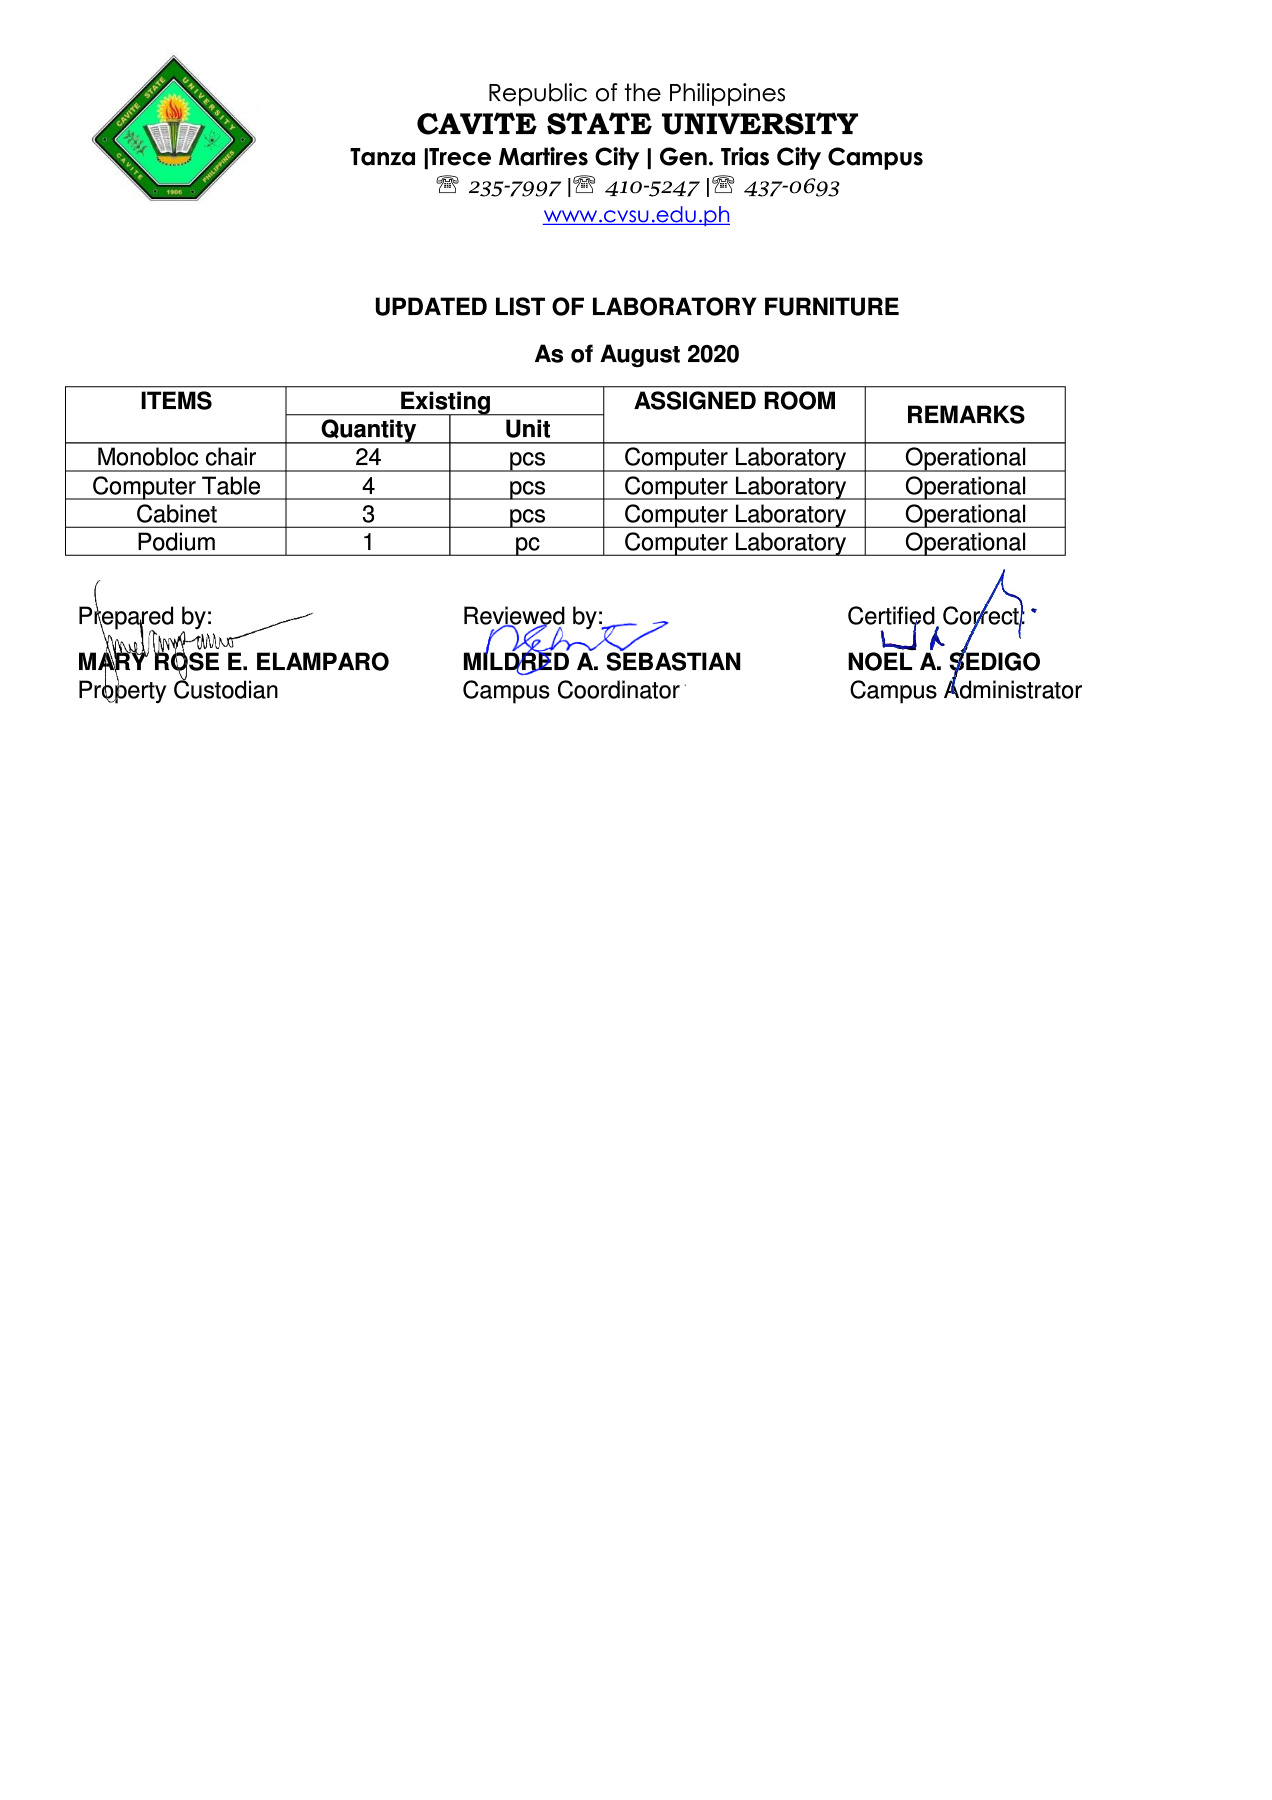 CAVITE STATE UNIVERSITY
CAVITE PHILIPPINES
1906
Republic of the Philippines
CAVITE STATE UNIVERSITY
Tanza |Trece Martires City | Gen. Trias City Campus
☏ 235-7997 |☏ 410-5247 |☏ 437-0693
www.cvsu.edu.ph
UPDATED LIST OF LABORATORY FURNITURE
As of August 2020
ITEMS Existing ASSIGNED ROOM REMARKS
Quantity Unit
Monobloc chair 24 pcs Computer Laboratory Operational
Computer Table 4 pcs Computer Laboratory Operational
Cabinet 3 pcs Computer Laboratory Operational
Podium 1 pc Computer Laboratory Operational
Prepared by: Reviewed by: Certified Correct:
MARY ROSE E. ELAMPARO MILDRED A. SEBASTIAN NOEL A. SEDIGO
Property Custodian Campus Coordinator Campus Administrator